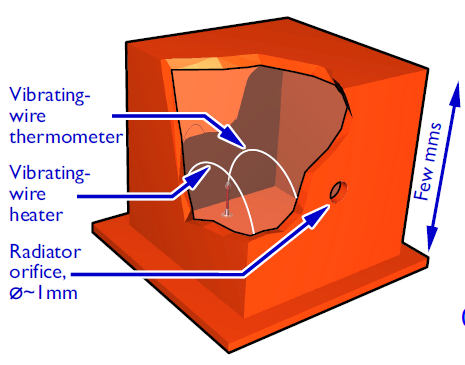 Vibrating-
wire
thermometer
Vibrating-
wire
heater
Radiator
orifice,
Ø~1mm
Few mms